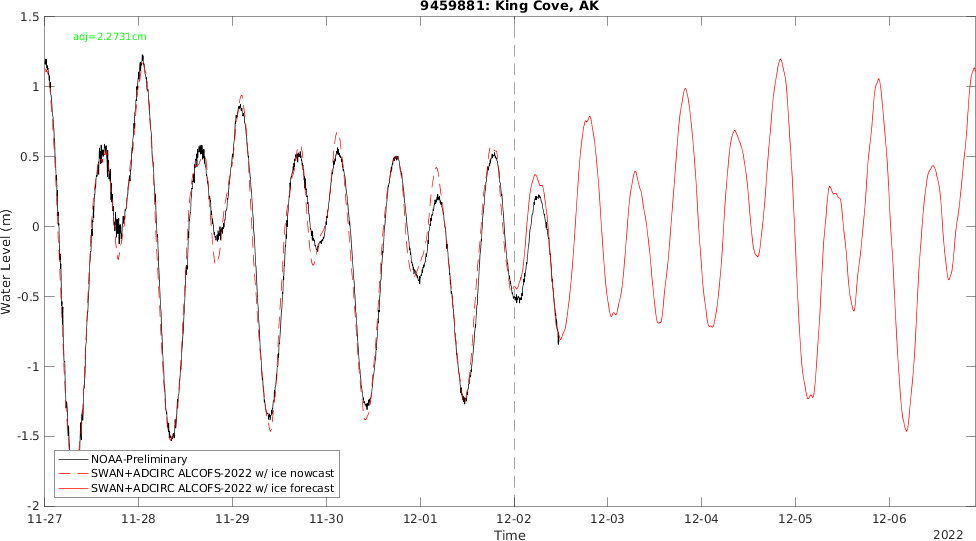 9459881: King Cove, AK
adj=2.2731cm
1.5
1
0.5
0
-0.5
-1
-1.5
-2
Water Level (m)
NOAA-Preliminary
SWAN+ADCIRC ALCOFS-2022 w/ ice nowcast
SWAN+ADCIRC ALCOFS-2022 w/ ice forecast
11-27 11-28 11-29 11-30 12-01 12-02 12-03 12-04 12-05 12-06
Time
2022